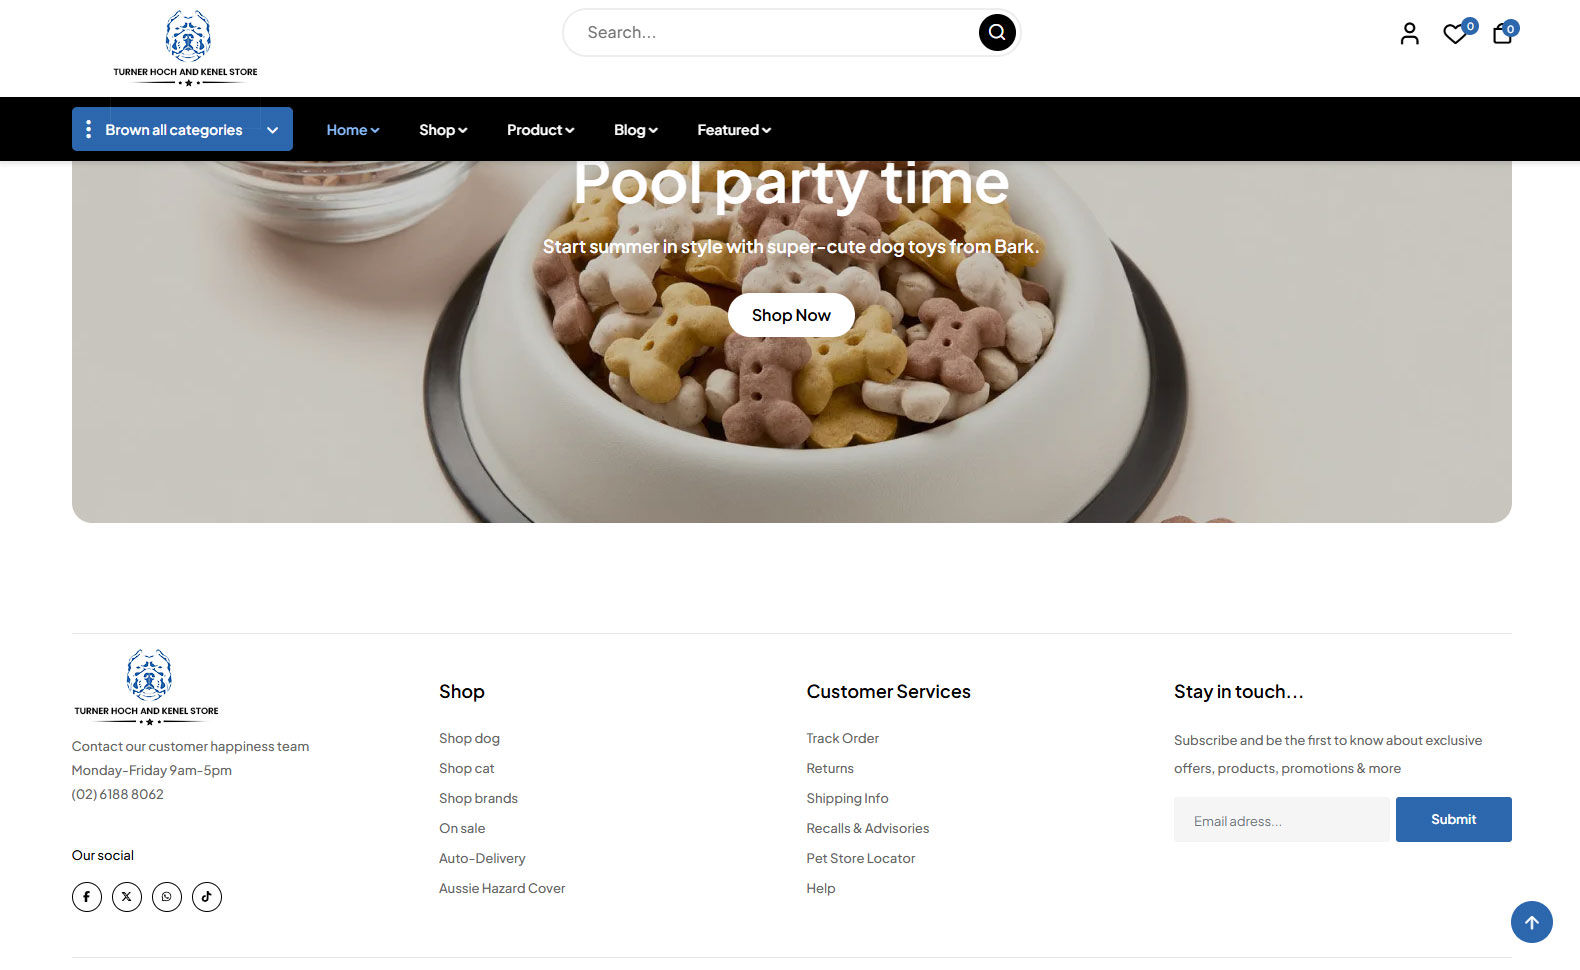 Search...
0
0
TURNER HOCH AND KENEL STORE
Brown all categories
Home
Shop
Product
Blog
Featured
Pool party time
Start summer in style with super-cute dog toys from Bark.
Shop Now
TURNER HOCH AND KENEL STORE
Contact our customer happiness team
Monday-Friday 9am-5pm
(02) 6188 8062
Our social
Shop
Shop dog
Shop cat
Shop brands
On sale
Auto-Delivery
Aussie Hazard Cover
Customer Services
Track Order
Returns
Shipping Info
Recalls & Advisories
Pet Store Locator
Help
Stay in touch...
Subscribe and be the first to know about exclusive
offers, products, promotions & more
Email adress...
Submit